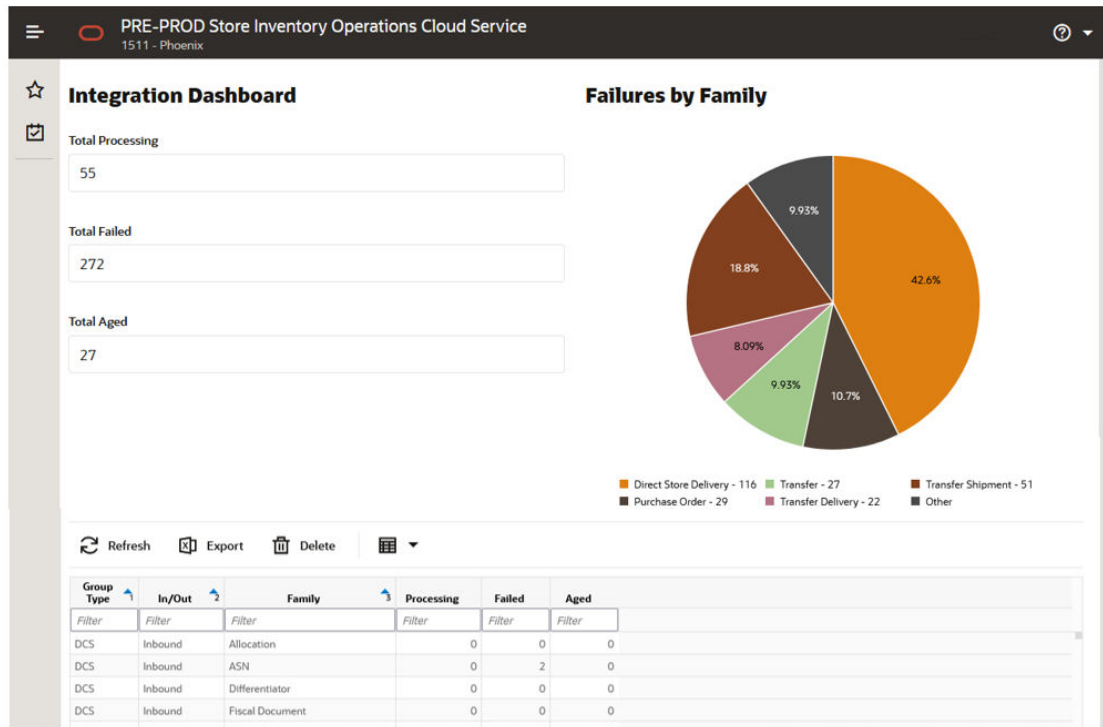 PRE-PROD Store Inventory Operations Cloud Service
1511 - Phoenix
Integration Dashboard
Total Processing
55
Total Failed
272
Total Aged
27
Failures by Family
9.93%
42.6%
18.8%
8.09%
9.93%
10.7%
Direct Store Delivery - 116 Transfer - 27 Transfer Shipment - 51
Purchase Order - 29 Transfer Delivery - 22 Other
Refresh Export Delete
Group Type 1 In/Out 2 Family 3 Processing Failed Aged
Filter Filter Filter Filter Filter Filter
DCS Inbound Allocation 0 0 0
DCS Inbound ASN 0 2 0
DCS Inbound Differentiator 0 0 0
DCS Inbound Fiscal Document 0 0 0